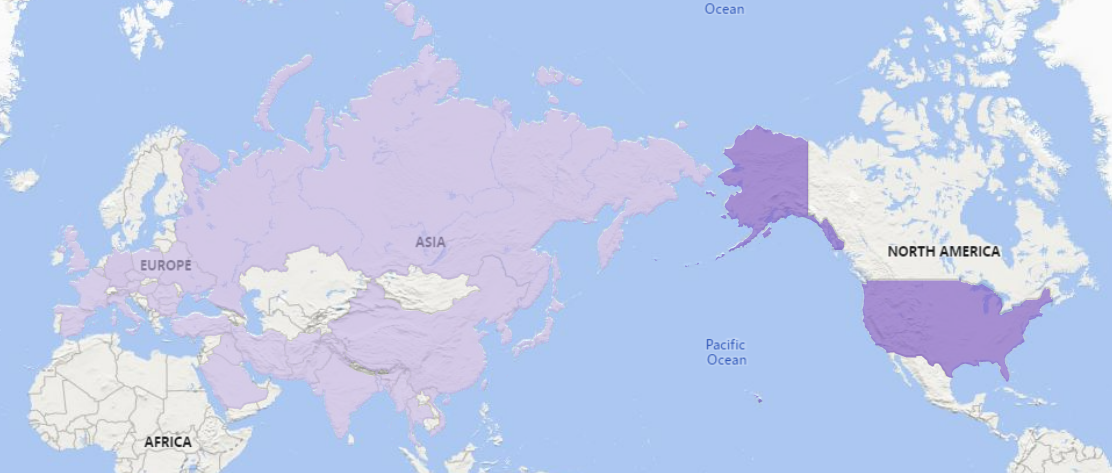 Ocean
ASIA
EUROPE
NORTH AMERICA
Pacific
Ocean
AFRICA